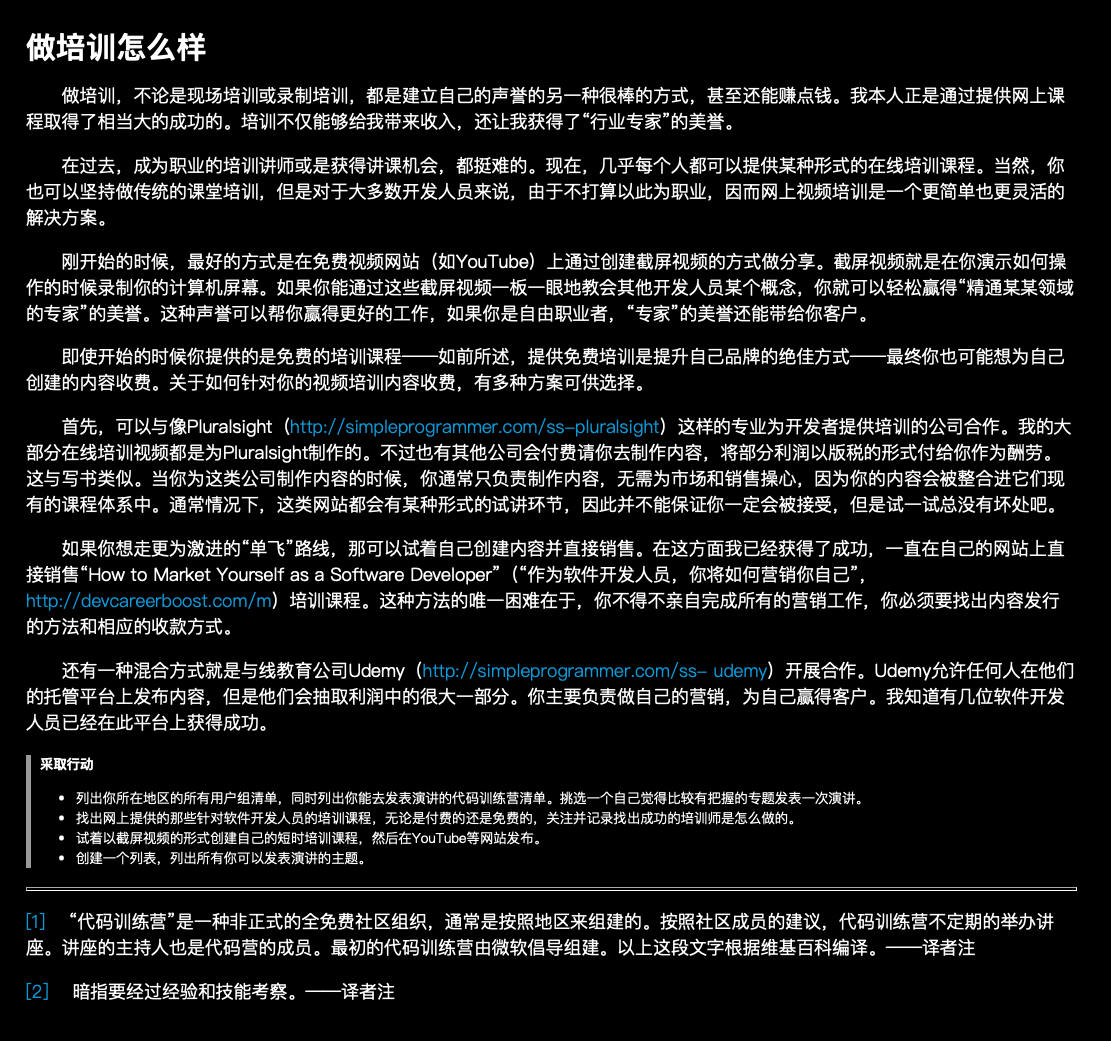 做培训怎么样
做培训，不论是现场培训或录制培训，都是建立自己的声誉的另一种很棒的方式，甚至还能赚点钱。我本人正是通过提供网上课
程取得了相当大的成功的。培训不仅能够给我带来收入，还让我获得了“行业专家”的美誉。
在过去，成为职业的培训讲师或是获得讲课机会，都挺难的。现在，几乎每个人都可以提供某种形式的在线培训课程。当然，你
也可以坚持做传统的课堂培训，但是对于大多数开发人员来说，由于不打算以此为职业，因而网上视频培训是一个更简单也更灵活的
解决方案。
刚开始的时候，最好的方式是在免费视频网站（如YouTube）上通过创建截屏视频的方式做分享。截屏视频就是在你演示如何操
作的时候录制你的计算机屏幕。如果你能通过这些截屏视频一板一眼地教会其他开发人员某个概念，你就可以轻松赢得“精通某某领域
的专家”的美誉。这种声誉可以帮你赢得更好的工作，如果你是自由职业者，“专家”的美誉还能带给你客户。
即使开始的时候你提供的是免费的培训课程——如前所述，提供免费培训是提升自己品牌的绝佳方式——最终你也可能想为自己
创建的内容收费。关于如何针对你的视频培训内容收费，有多种方案可供选择。
首先，可以与像Pluralsight（http://simpleprogrammer.com/ss-pluralsight）这样的专业为开发者提供培训的公司合作。我的大
部分在线培训视频都是为Pluralsight制作的。不过也有其他公司会付费请你去制作内容，将部分利润以版税的形式付给你作为酬劳。
这与写书类似。当你为这类公司制作内容的时候，你通常只负责制作内容，无需为市场和销售操心，因为你的内容会被整合进它们现
有的课程体系中。通常情况下，这类网站都会有某种形式的试讲环节，因此并不能保证你一定会被接受，但是试一试总没有坏处吧。
如果你想走更为激进的“单飞”路线，那可以试着自己创建内容并直接销售。在这方面我已经获得了成功，一直在自己的网站上直
接销售“How to Market Yourself as a Software Developer”（“作为软件开发人员，你将如何营销你自己”，
http://devcareerboost.com/m）培训课程。这种方法的唯一困难在于，你不得不亲自完成所有的营销工作，你必须要找出内容发行
的方法和相应的收款方式。
还有一种混合方式就是与线教育公司Udemy（http://simpleprogrammer.com/ss- udemy）开展合作。Udemy允许任何人在他们
的托管平台上发布内容，但是他们会抽取利润中的很大一部分。你主要负责做自己的营销，为自己赢得客户。我知道有几位软件开发
人员已经在此平台上获得成功。
采取行动
• 列出你所在地区的所有用户组清单，同时列出你能去发表演讲的代码训练营清单。挑选一个自己觉得比较有把握的专题发表一次演讲。
• 找出网上提供的那些针对软件开发人员的培训课程，无论是付费的还是免费的，关注并记录找出成功的培训师是怎么做的。
• 试着以截屏视频的形式创建自己的短时培训课程，然后在YouTube等网站发布。
• 创建一个列表，列出所有你可以发表演讲的主题。
[1] “代码训练营”是一种非正式的全免费社区组织，通常是按照地区来组建的。按照社区成员的建议，代码训练营不定期的举办讲
座。讲座的主持人也是代码营的成员。最初的代码训练营由微软倡导组建。以上这段文字根据维基百科编译。——译者注
[2] 暗指要经过经验和技能考察。——译者注